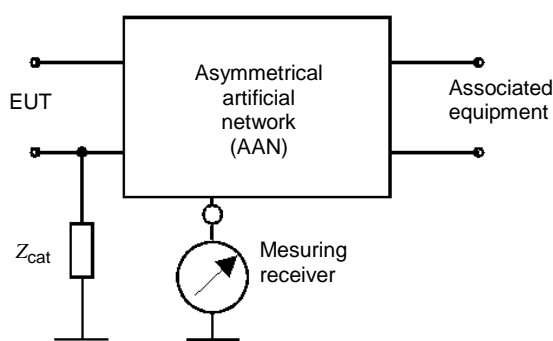 Asymmetrical
artificial
network
(AAN)
EUT
Associated
equipment
Zcat
Mesuring
receiver